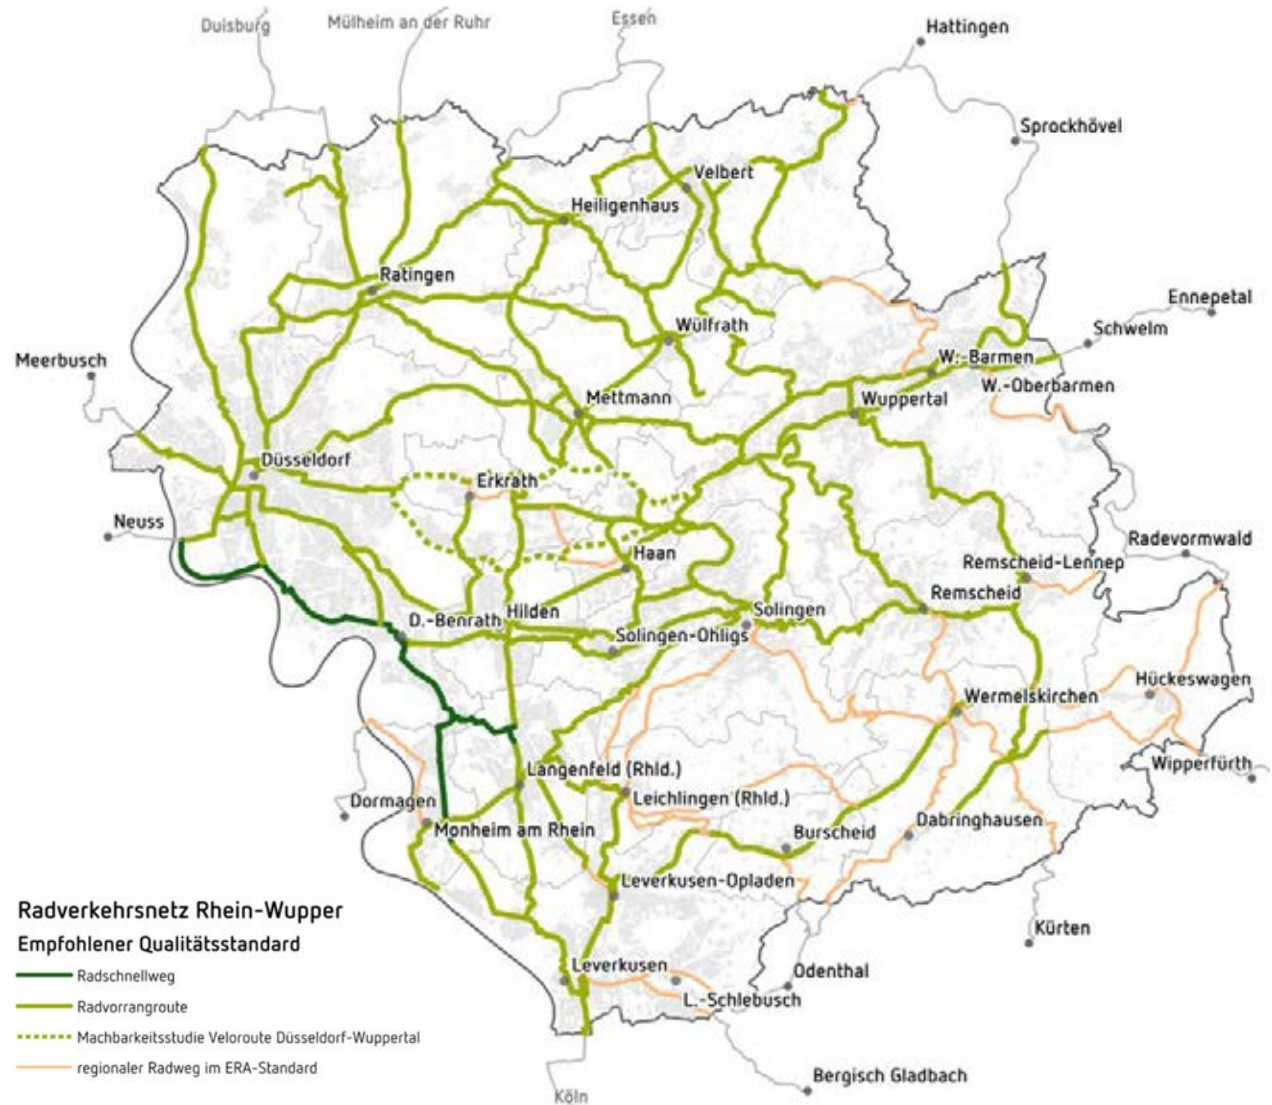 Duisburg
Mülheim an der Ruhr
Essen
Hattingen
Sprockhövel
Velbert
Heiligenhaus
Ratingen
Ennepetal
Wülfrath
Schwelm
Meerbusch
W.-Barmen
W.-Oberbarmen
Mettmann
Wuppertal
Düsseldorf
Erkrath
Neuss
Haan
Radevormwald
Remscheid-Lennep
Remscheid
Hilden
Solingen
D.-Benrath
Solingen-Ohligs
Hückeswagen
Wermelskirchen
Wipperfürth
Langenfeld (Rhld.)
Leichlingen (Rhld.)
Dormagen
Monheim am Rhein
Burscheid
Dabringhausen
Leverkusen-Opladen
Kürten
Leverkusen
Odenthal
L.-Schlebusch
Bergisch Gladbach
Köln
Radverkehrsnetz Rhein-Wupper
Empfohlener Qualitätsstandard
Radschnellweg
Radvorrangroute
Machbarkeitsstudie Veloroute Düsseldorf-Wuppertal
regionaler Radweg im ERA-Standard